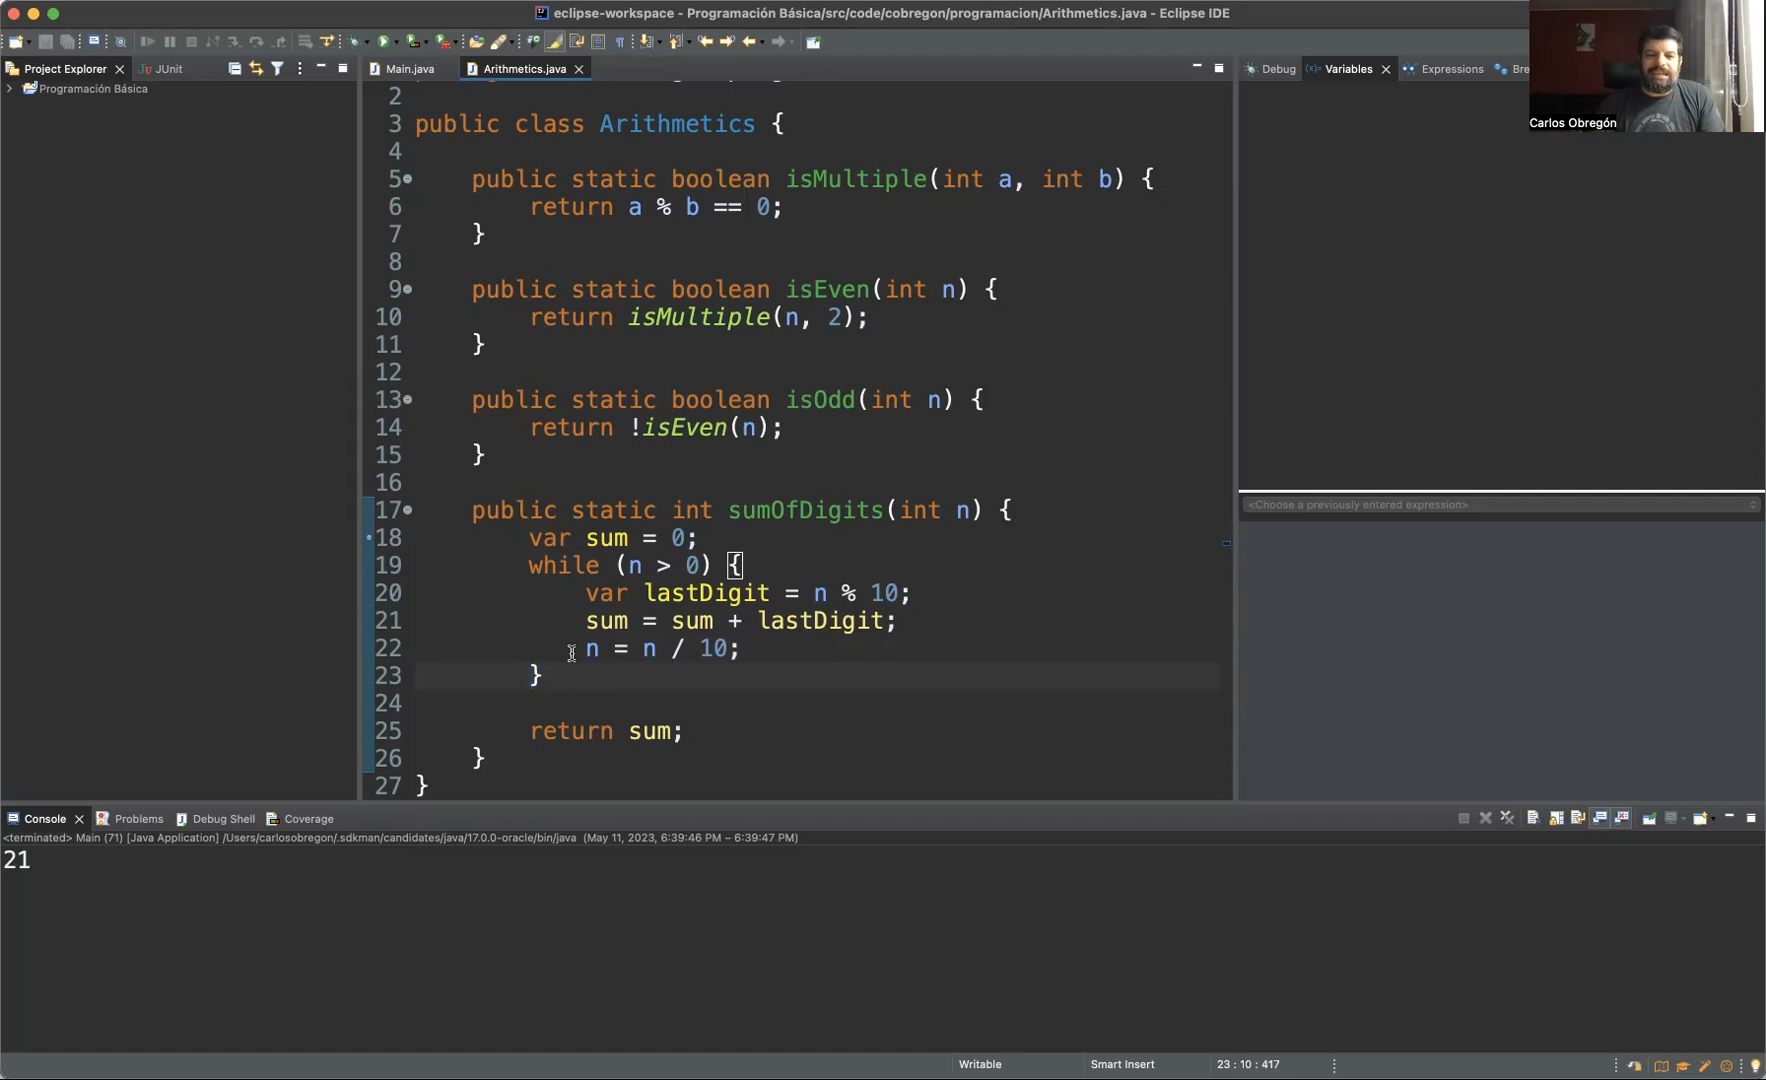 eclipse-workspace - Programación Básica/src/code/cobregon/programacion/Arithmetics.java - Eclipse IDE
Project Explorer JUnit
Programación Básica
Main.java Arithmetics.java
2
3 public class Arithmetics {
4
5 public static boolean isMultiple(int a, int b) {
6 return a % b == 0;
7 }
8
9 public static boolean isEven(int n) {
10 return isMultiple(n, 2);
11 }
12
13 public static boolean isOdd(int n) {
14 return !isEven(n);
15 }
16
17 public static int sumOfDigits(int n) {
18 var sum = 0;
19 while (n > 0) {
20 var lastDigit = n % 10;
21 sum = sum + lastDigit;
22 n = n / 10;
23 }
24
25 return sum;
26 }
27 }
Debug Variables Expressions Bre
Carlos Obregón
<Choose a previously entered expression>
Console Problems Debug Shell Coverage
<terminated> Main (71) [Java Application] /Users/carlosobregon/.sdkman/candidates/java/17.0.0-oracle/bin/java (May 11, 2023, 6:39:46 PM – 6:39:47 PM)
21
Writable Smart Insert 23 : 10 : 417